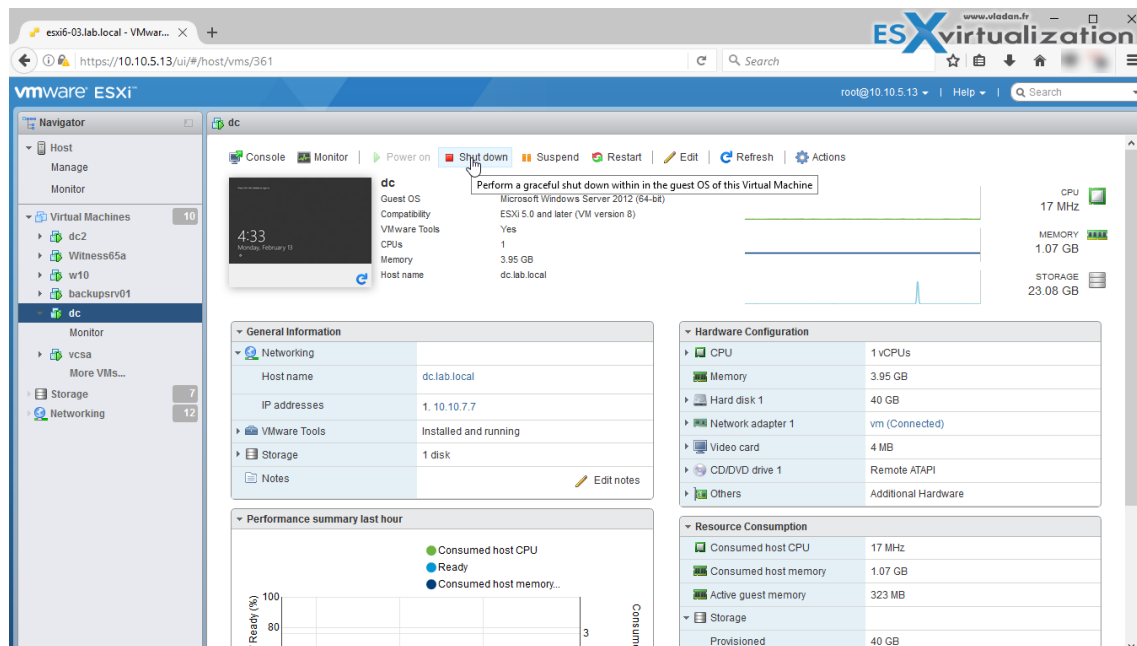 www.vladan.fr
ESXvirtualization
esxi6-03.lab.local - VMwar...
https://10.10.5.13/ui/#/host/vms/361
Search
vmware ESXi™
root@10.10.5.13 | Help | Search
Navigator
dc
Host
Manage
Monitor
Virtual Machines 10
dc2
Witness65a
w10
backupsrv01
dc
Monitor
vcsa
More VMs...
Storage 7
Networking 12
Console Monitor | Power on Shut down Suspend Restart | Edit | Refresh | Actions
Perform a graceful shut down within in the guest OS of this Virtual Machine
4:33
Monday, February 13
dc
Guest OS Microsoft Windows Server 2012 (64-bit)
Compatibility ESXi 5.0 and later (VM version 8)
VMware Tools Yes
CPUs 1
Memory 3.95 GB
Host name dc.lab.local
CPU
17 MHz
MEMORY
1.07 GB
STORAGE
23.08 GB
General Information
Networking
Host name dc.lab.local
IP addresses 1. 10.10.7.7
VMware Tools Installed and running
Storage 1 disk
Notes Edit notes
Performance summary last hour
Consumed host CPU
Ready
Consumed host memory...
100
80
Ready (%)
3
Consume
Hardware Configuration
CPU 1 vCPUs
Memory 3.95 GB
Hard disk 1 40 GB
Network adapter 1 vm (Connected)
Video card 4 MB
CD/DVD drive 1 Remote ATAPI
Others Additional Hardware
Resource Consumption
Consumed host CPU 17 MHz
Consumed host memory 1.07 GB
Active guest memory 323 MB
Storage
Provisioned 40 GB